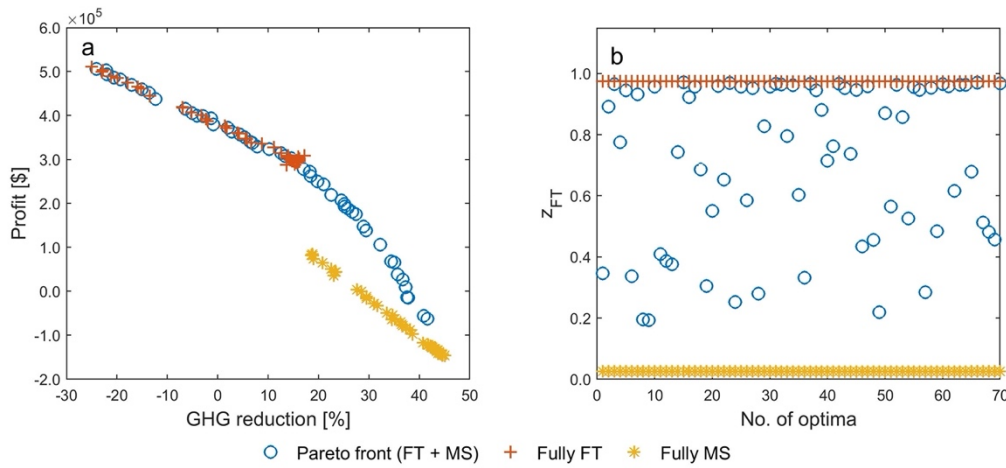 ×10⁵
a
6.0
5.0
4.0
3.0
2.0
1.0
0.0
-1.0
-2.0
Profit [$]
-30 -20 -10 0 10 20 30 40 50
GHG reduction [%]
b
1.0
0.8
0.6
0.4
0.2
0.0
z_FT
0 10 20 30 40 50 60 70
No. of optima
Pareto front (FT + MS) Fully FT Fully MS